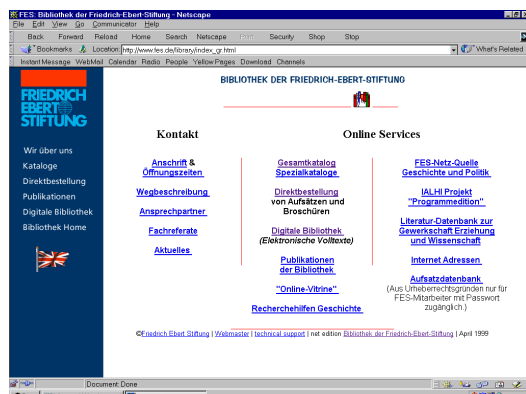 FES: Bibliothek der Friedrich-Ebert-Stiftung - Netscape
File Edit View Go Communicator Help
Back Forward Reload Home Search Netscape Print Security Shop Stop
Bookmarks Location: http://www.fes.de/library/index_gr.html What's Related
Instant Message WebMail Calendar Radio People Yellow Pages Download Channels
FRIEDRICH
EBERT
STIFTUNG
Wir über uns
Kataloge
Direktbestellung
Publikationen
Digitale Bibliothek
Bibliothek Home
BIBLIOTHEK DER FRIEDRICH-EBERT-STIFTUNG
Kontakt
Anschrift &
Öffnungszeiten
Wegbeschreibung
Ansprechpartner
Fachreferate
Aktuelles
Online Services
Gesamtkatalog
Spezialkataloge
Direktbestellung
von Aufsätzen und
Broschüren
Digitale Bibliothek
(Elektronische Volltexte)
Publikationen
der Bibliothek
"Online-Vitrine"
Recherchehilfen Geschichte
FES-Netz-Quelle
Geschichte und Politik
IALHI Projekt
"Programmedition"
Literatur-Datenbank zur
Gewerkschaft Erziehung
und Wissenschaft
Internet Adressen
Aufsatzdatenbank
(Aus Urheberrechtsgründen nur für
FES-Mitarbeiter mit Passwort
zugänglich.)
©Friedrich Ebert Stiftung | Webmaster | technical support | net edition Bibliothek der Friedrich-Ebert-Stiftung | April 1999
Document: Done